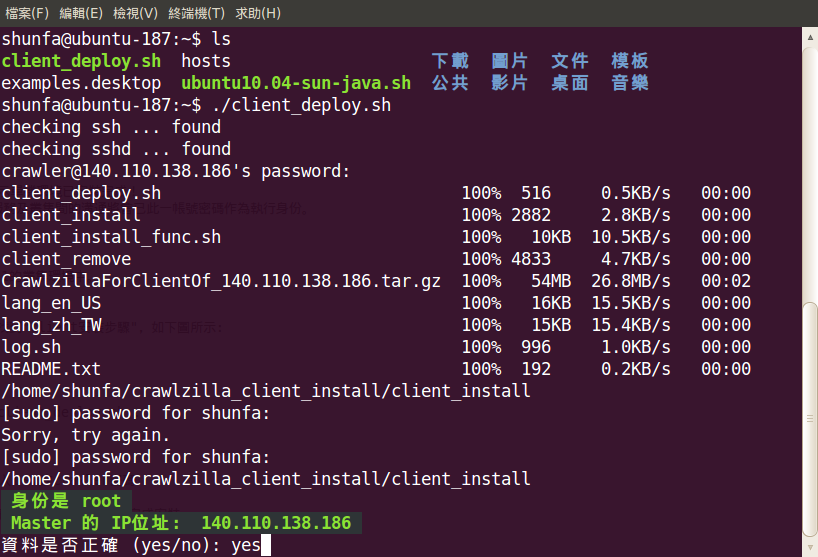 檔案(F) 編輯(E) 檢視(V) 終端機(T) 求助(H)
shunfa@ubuntu-187:~$ ls
client_deploy.sh hosts 下載 圖片 文件 模板
examples.desktop ubuntu10.04-sun-java.sh 公共 影片 桌面 音樂
shunfa@ubuntu-187:~$ ./client_deploy.sh
checking ssh ... found
checking sshd ... found
crawler@140.110.138.186's password:
client_deploy.sh 100% 516 0.5KB/s 00:00
client_install 100% 2882 2.8KB/s 00:00
client_install_func.sh 100% 10KB 10.5KB/s 00:00
client_remove 100% 4833 4.7KB/s 00:00
CrawlzillaForClientOf_140.110.138.186.tar.gz 100% 54MB 26.8MB/s 00:02
lang_en_US 100% 16KB 15.5KB/s 00:00
lang_zh_TW 100% 15KB 15.4KB/s 00:00
log.sh 100% 996 1.0KB/s 00:00
README.txt 100% 192 0.2KB/s 00:00
/home/shunfa/crawlzilla_client_install/client_install
[sudo] password for shunfa:
Sorry, try again.
[sudo] password for shunfa:
/home/shunfa/crawlzilla_client_install/client_install
身份是 root
Master 的 IP位址: 140.110.138.186
資料是否正確 (yes/no): yes